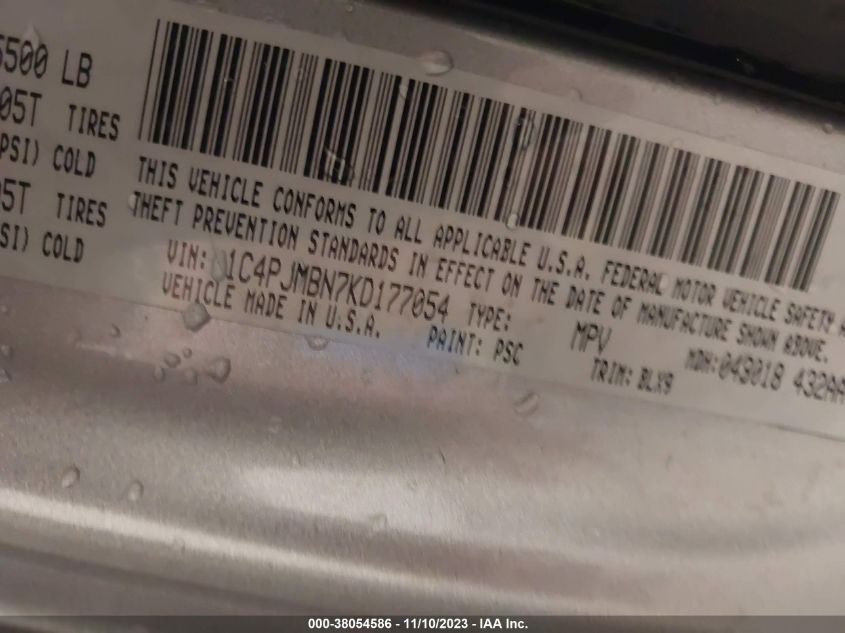 5500 LB
05T TIRES
PSI) COLD
05T TIRES
SI) COLD
THIS VEHICLE CONFORMS TO ALL APPLICABLE U.S.A. FEDERAL MOTOR VEHICLE SAFETY A
THEFT PREVENTION STANDARDS IN EFFECT ON THE DATE OF MANUFACTURE SHOWN ABOVE.
VIN: 1C4PJMBN7KD177054 TYPE: MPV MDH:043018 432AA
VEHICLE MADE IN U.S.A. PAINT: PSC TRIM: BLX9
000-38054586 - 11/10/2023 - IAA Inc.